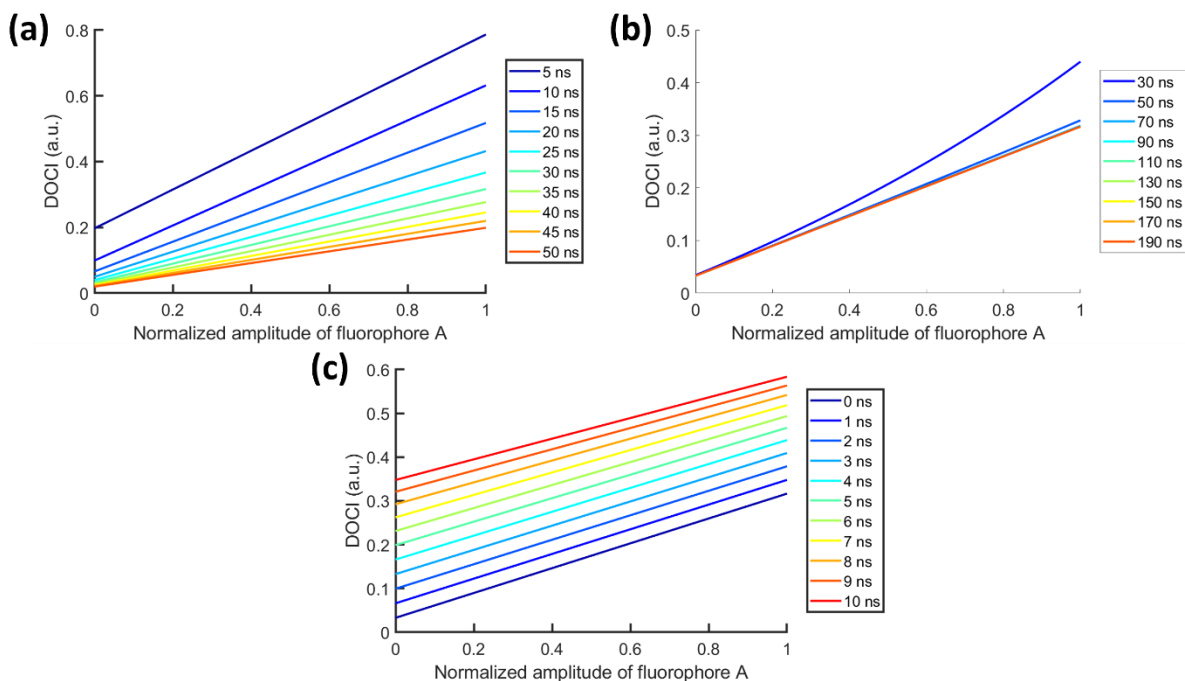 (a)
DOCI (a.u.)
0.8
0.6
0.4
0.2
0
0
0.2
0.4
0.6
0.8
1
Normalized amplitude of fluorophore A
5 ns
10 ns
15 ns
20 ns
25 ns
30 ns
35 ns
40 ns
45 ns
50 ns
(b)
DOCI (a.u.)
0.5
0.4
0.3
0.2
0.1
0
0
0.2
0.4
0.6
0.8
1
Normalized amplitude of fluorophore A
30 ns
50 ns
70 ns
90 ns
110 ns
130 ns
150 ns
170 ns
190 ns
(c)
DOCI (a.u.)
0.6
0.5
0.4
0.3
0.2
0.1
0
0
0.2
0.4
0.6
0.8
1
Normalized amplitude of fluorophore A
0 ns
1 ns
2 ns
3 ns
4 ns
5 ns
6 ns
7 ns
8 ns
9 ns
10 ns